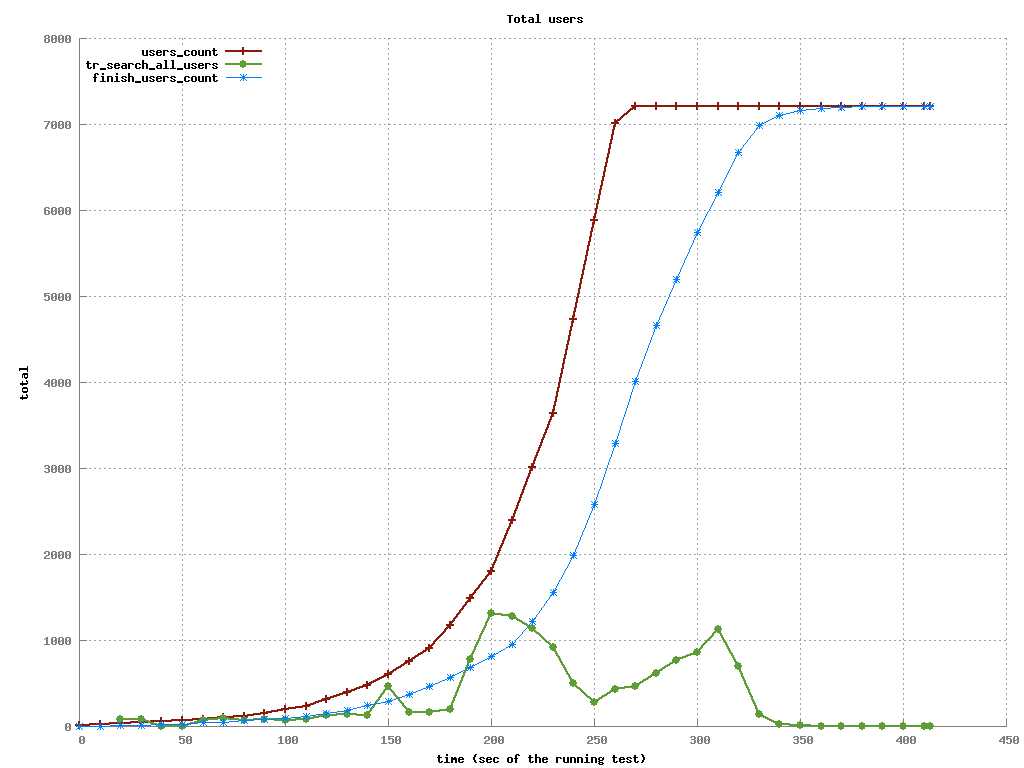 Total users
users_count
tr_search_all_users
finish_users_count
8000
7000
6000
5000
4000
3000
2000
1000
0
total
0 50 100 150 200 250 300 350 400 450
time (sec of the running test)